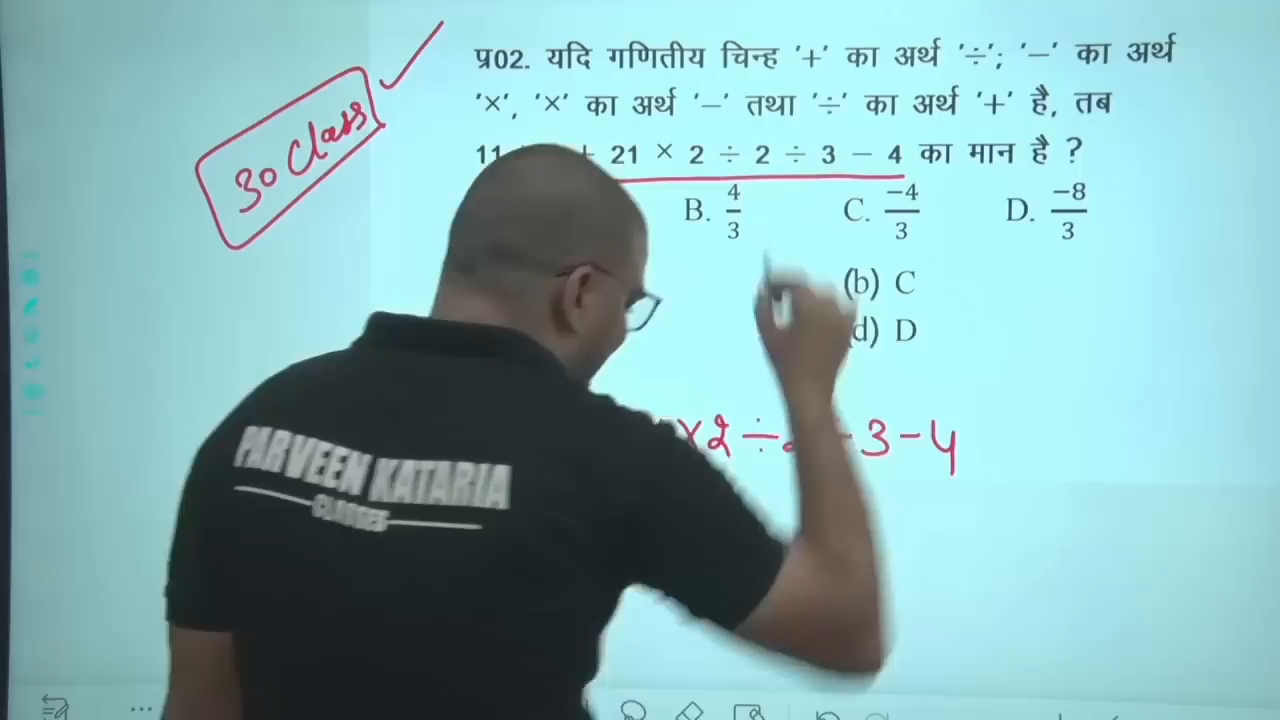 30 Class
प्र02. यदि गणितीय चिन्ह '+' का अर्थ '÷'; '−' का अर्थ
'×', '×' का अर्थ '−' तथा '÷' का अर्थ '+' है, तब
11 + 21 × 2 ÷ 2 ÷ 3 − 4 का मान है ?
B. 4/3 C. −4/3 D. −8/3
(b) C
d) D
×2 ÷ 3 − 4
PARVEEN KATARIA
CLASSES